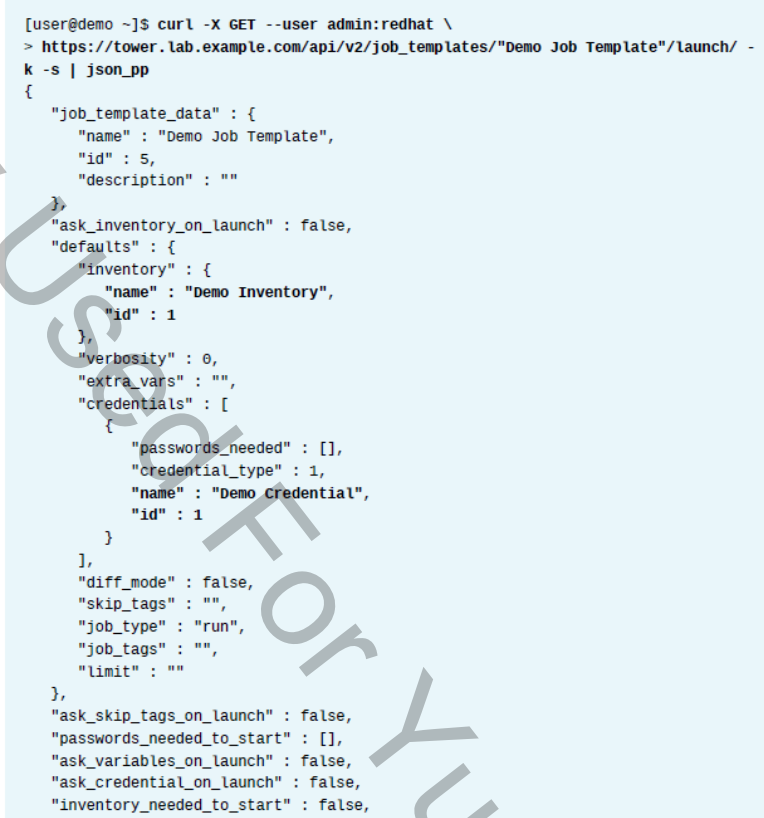 [user@demo ~]$ curl -X GET --user admin:redhat \
> https://tower.lab.example.com/api/v2/job_templates/"Demo Job Template"/launch/ -
k -s | json_pp
{
   "job_template_data" : {
      "name" : "Demo Job Template",
      "id" : 5,
      "description" : ""
   },
   "ask_inventory_on_launch" : false,
   "defaults" : {
      "inventory" : {
         "name" : "Demo Inventory",
         "id" : 1
      },
      "verbosity" : 0,
      "extra_vars" : "",
      "credentials" : [
         {
            "passwords_needed" : [],
            "credential_type" : 1,
            "name" : "Demo Credential",
            "id" : 1
         }
      ],
      "diff_mode" : false,
      "skip_tags" : "",
      "job_type" : "run",
      "job_tags" : "",
      "limit" : ""
   },
   "ask_skip_tags_on_launch" : false,
   "passwords_needed_to_start" : [],
   "ask_variables_on_launch" : false,
   "ask_credential_on_launch" : false,
   "inventory_needed_to_start" : false,
Used For Yu